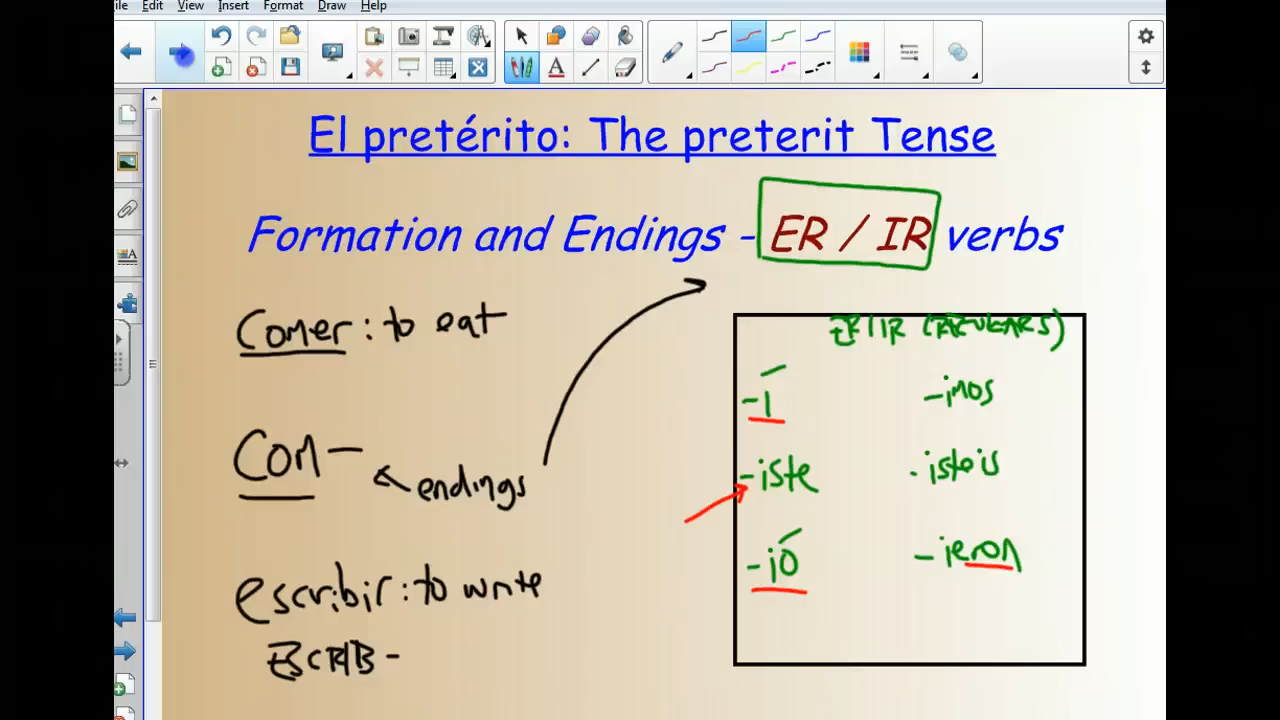 ile Edit View Insert Format Draw Help
El pretérito: The preterit Tense
Formation and Endings - ER / IR verbs
Comer: to eat
Com-
endings
escribir: to write
ESCRIB-
ER/IR (REGULARS)
-í -imos
-iste -isteis
-ió -ieron